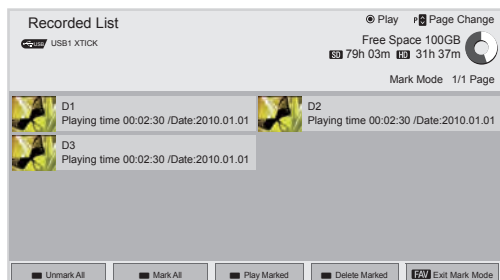 Recorded List
Play P Page Change
USB USB1 XTICK
Free Space 100GB
SD 79h 03m HD 31h 37m
Mark Mode 1/1 Page
D1
Playing time 00:02:30 /Date:2010.01.01
D2
Playing time 00:02:30 /Date:2010.01.01
D3
Playing time 00:02:30 /Date:2010.01.01
Unmark All Mark All Play Marked Delete Marked FAV Exit Mark Mode